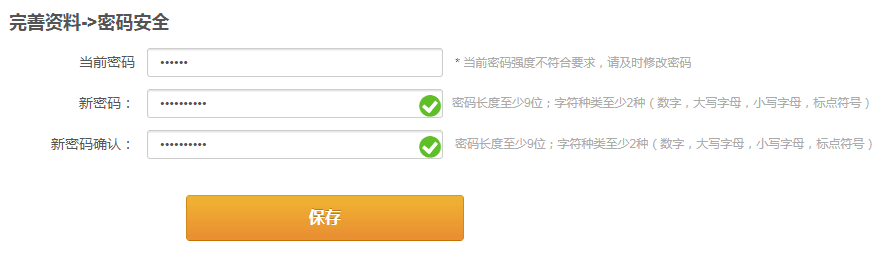 完善资料->密码安全
当前密码 •••••• * 当前密码强度不符合要求，请及时修改密码
新密码： •••••••••• 密码长度至少9位；字符种类至少2种（数字，大写字母，小写字母，标点符号）
新密码确认： •••••••••• 密码长度至少9位；字符种类至少2种（数字，大写字母，小写字母，标点符号）
保存